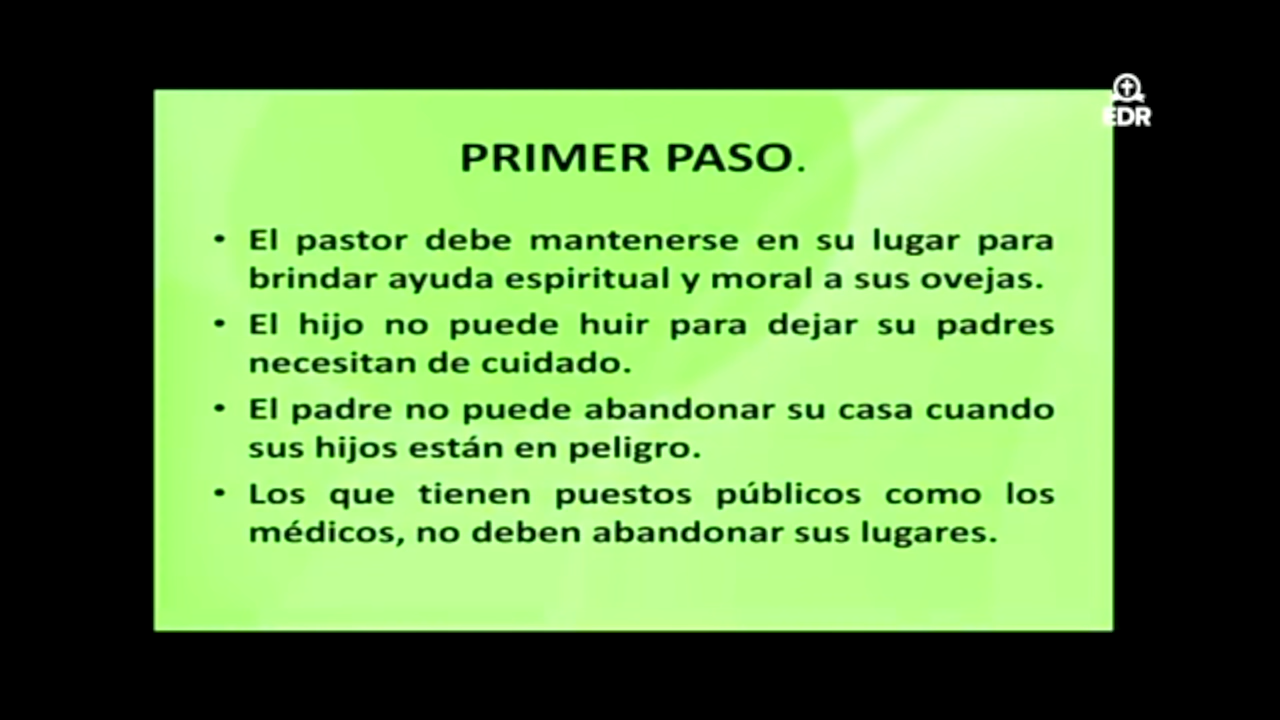 EDR
PRIMER PASO.
• El pastor debe mantenerse en su lugar para
brindar ayuda espiritual y moral a sus ovejas.
• El hijo no puede huir para dejar su padres
necesitan de cuidado.
• El padre no puede abandonar su casa cuando
sus hijos están en peligro.
• Los que tienen puestos públicos como los
médicos, no deben abandonar sus lugares.